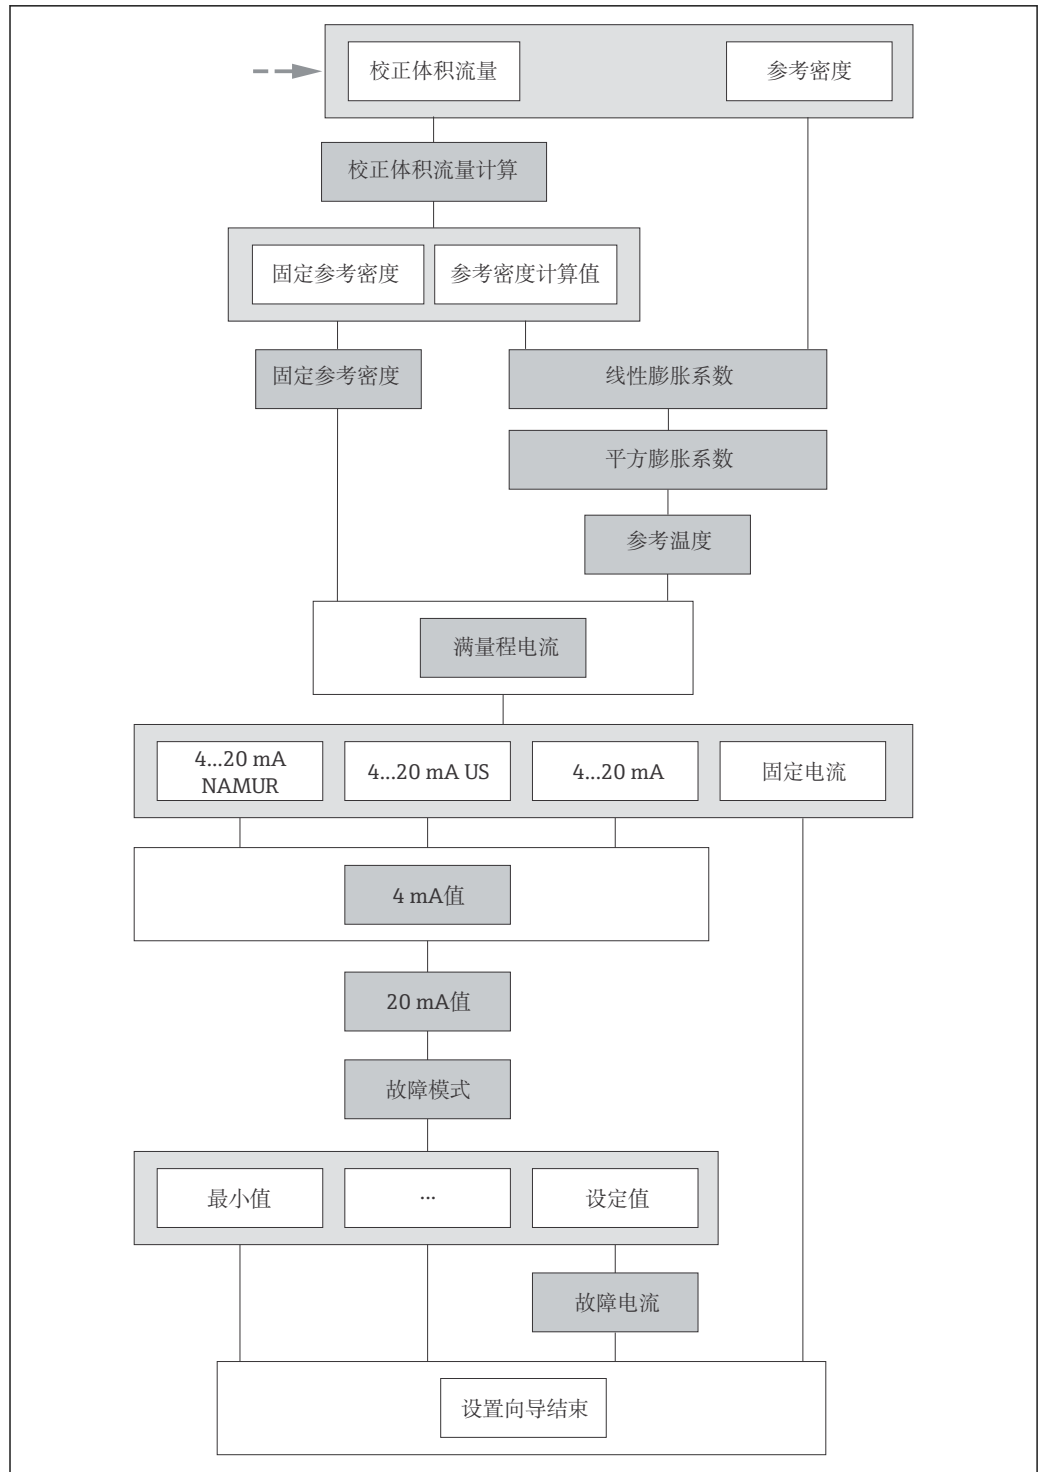 校正体积流量
参考密度
校正体积流量计算
固定参考密度
参考密度计算值
固定参考密度
线性膨胀系数
平方膨胀系数
参考温度
满量程电流
4...20 mA
NAMUR
4...20 mA US
4...20 mA
固定电流
4 mA值
20 mA值
故障模式
最小值
...
设定值
故障电流
设置向导结束